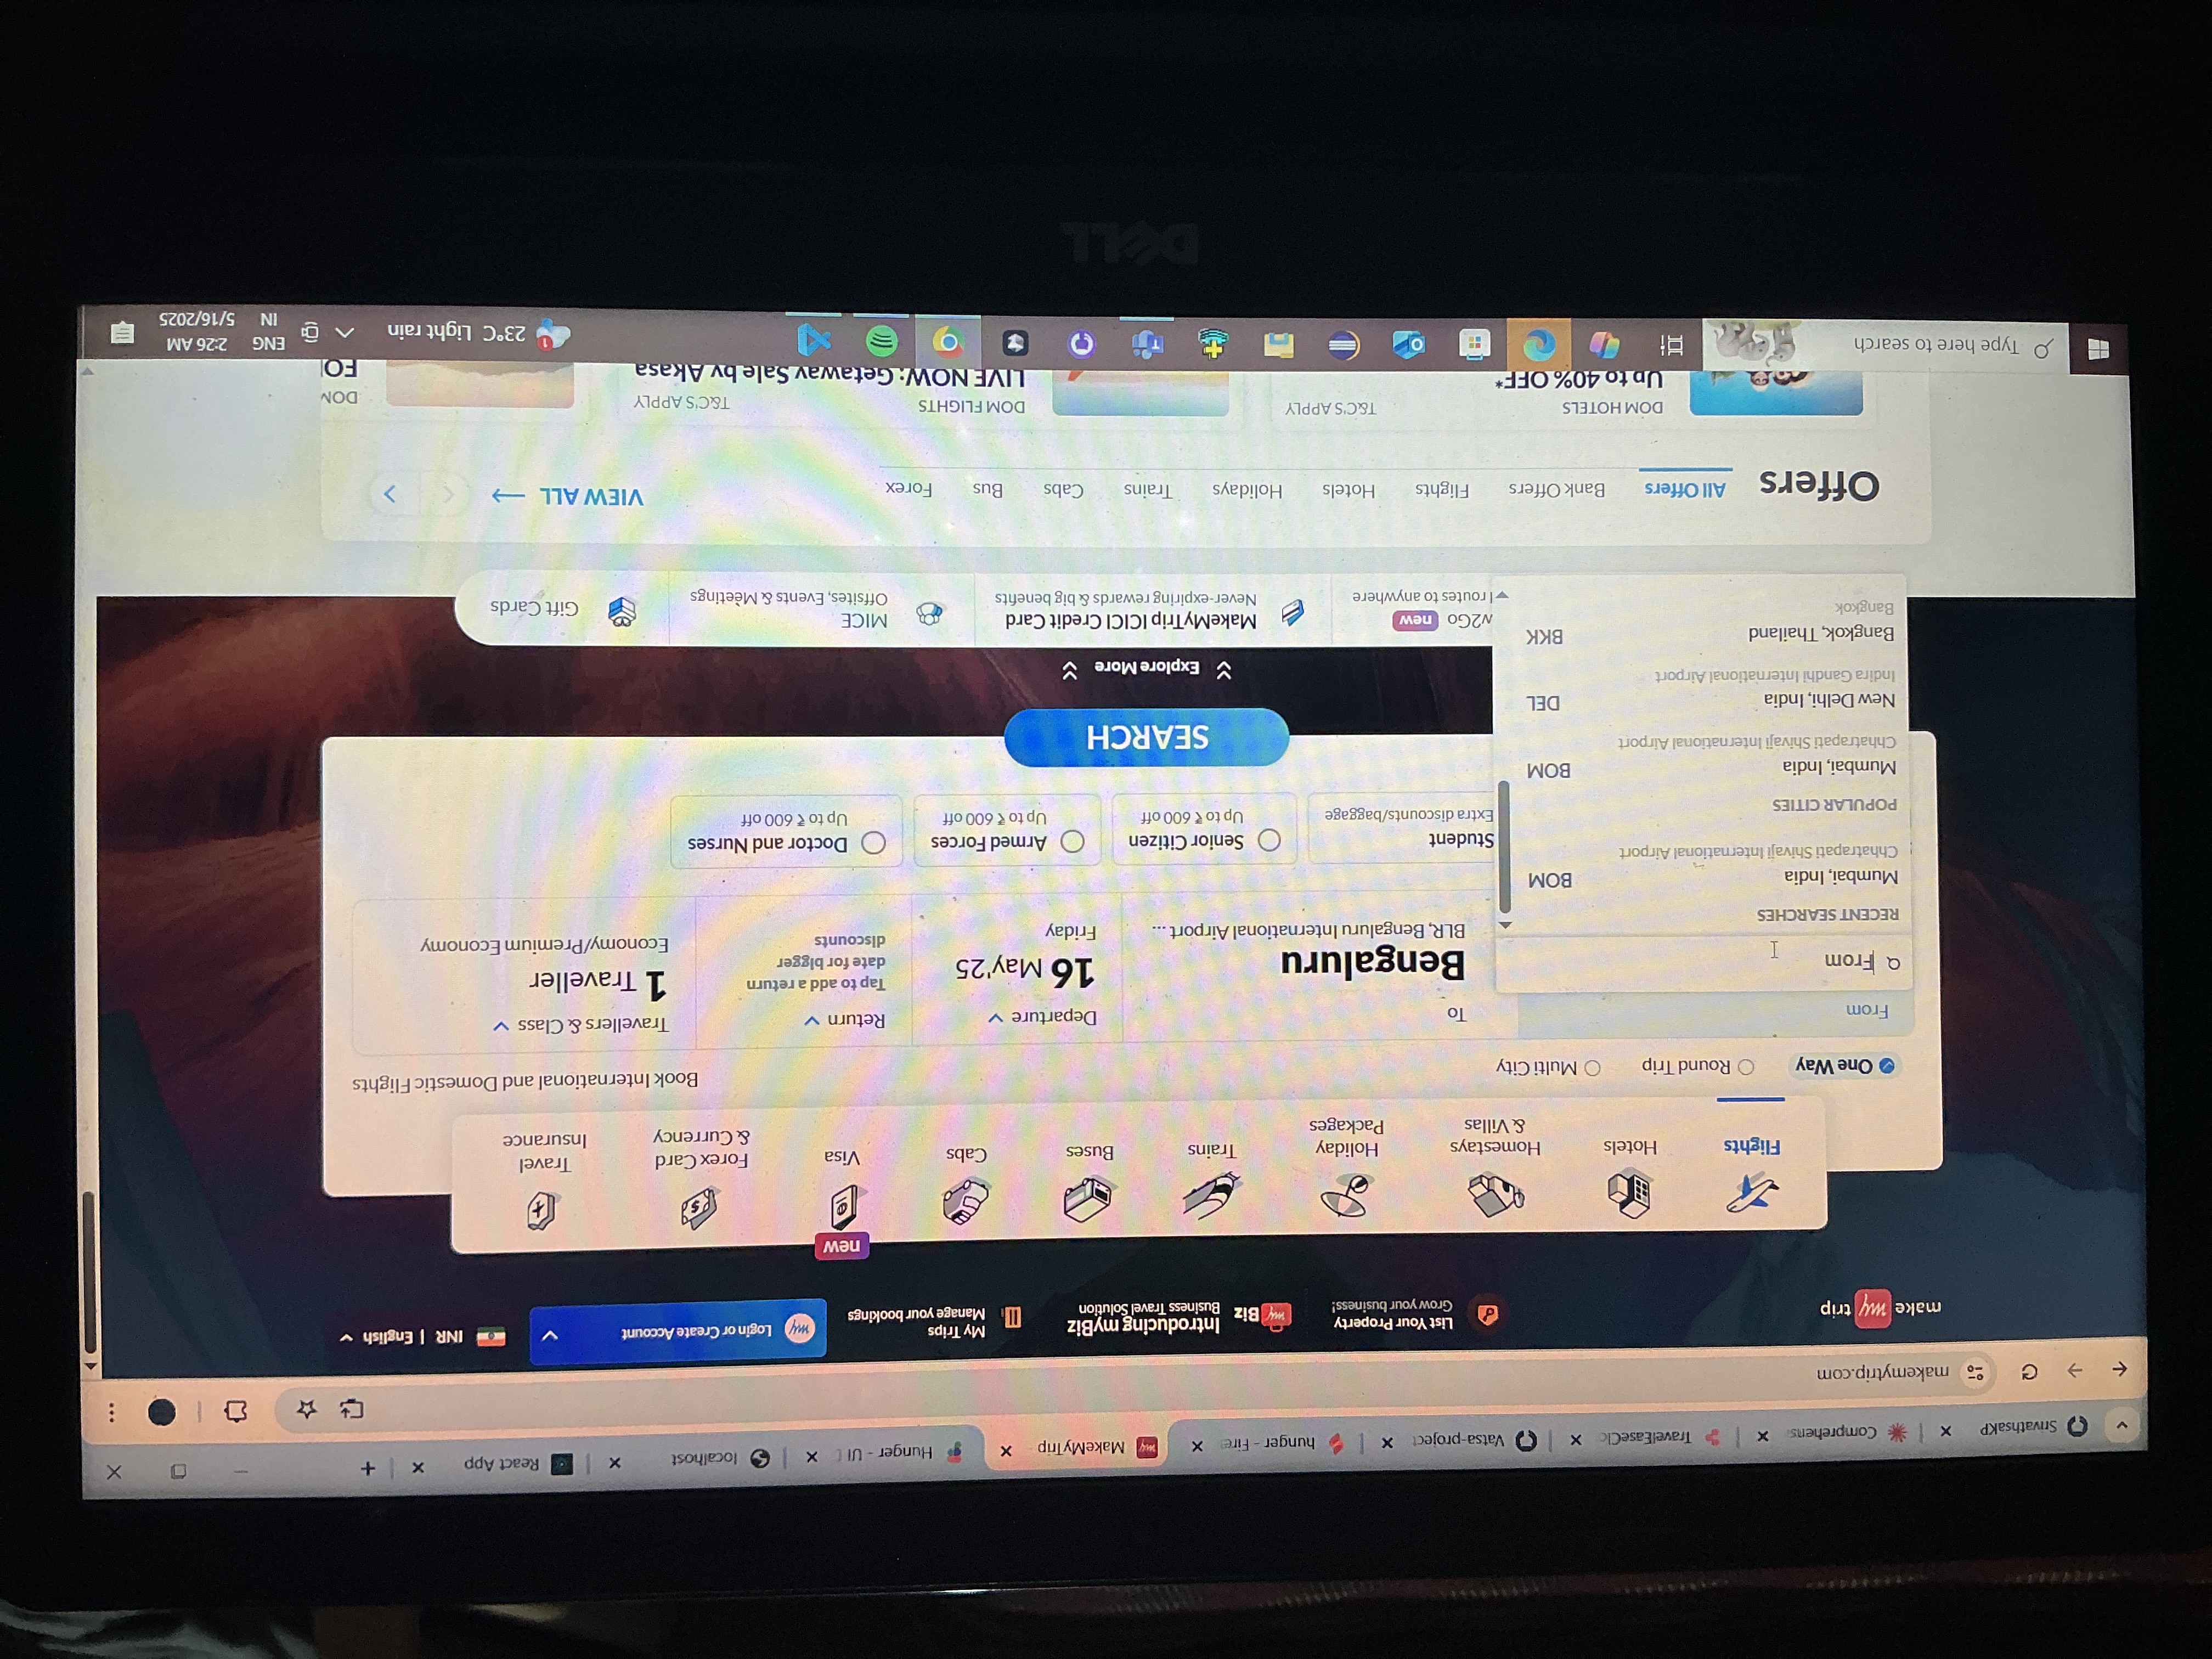 SrivathsaKP
Comprehens
TravelEaseClo
Vatsa-project
hunger - Fire
MakeMyTrip
Hunger - UI
localhost
React App
makemytrip.com
make my trip
List Your Property
Grow your business!
my Biz
Introducing myBiz
Business Travel Solution
My Trips
Manage your bookings
my
Login or Create Account
INR | English
new
Flights
Hotels
Homestays
& Villas
Holiday
Packages
Trains
Buses
Cabs
Visa
Forex Card
& Currency
Travel
Insurance
One Way
Round Trip
Multi City
Book International and Domestic Flights
From
From
RECENT SEARCHES
Mumbai, India BOM
Chhatrapati Shivaji International Airport
POPULAR CITIES
Mumbai, India BOM
Chhatrapati Shivaji International Airport
New Delhi, India DEL
Indira Gandhi International Airport
Bangkok, Thailand BKK
Bangkok
To
Bengaluru
BLR, Bengaluru International Airport ...
Departure
16 May'25
Friday
Return
Tap to add a return
date for bigger
discounts
Travellers & Class
1 Traveller
Economy/Premium Economy
Student
Extra discounts/baggage
Senior Citizen
Up to ₹ 600 off
Armed Forces
Up to ₹ 600 off
Doctor and Nurses
Up to ₹ 600 off
SEARCH
Explore More
w2Go new
l routes to anywhere
MakeMyTrip ICICI Credit Card
Never-expiring rewards & big benefits
MICE
Offsites, Events & Meetings
Gift Cards
Offers
All Offers
Bank Offers
Flights
Hotels
Holidays
Trains
Cabs
Bus
Forex
VIEW ALL
DOM HOTELS
T&C'S APPLY
Up to 40% OFF*
DOM FLIGHTS
T&C'S APPLY
LIVE NOW: Getaway Sale by Akasa
DOM
FO
Type here to search
1
23°C Light rain
ENG
IN
2:26 AM
5/16/2025
DELL